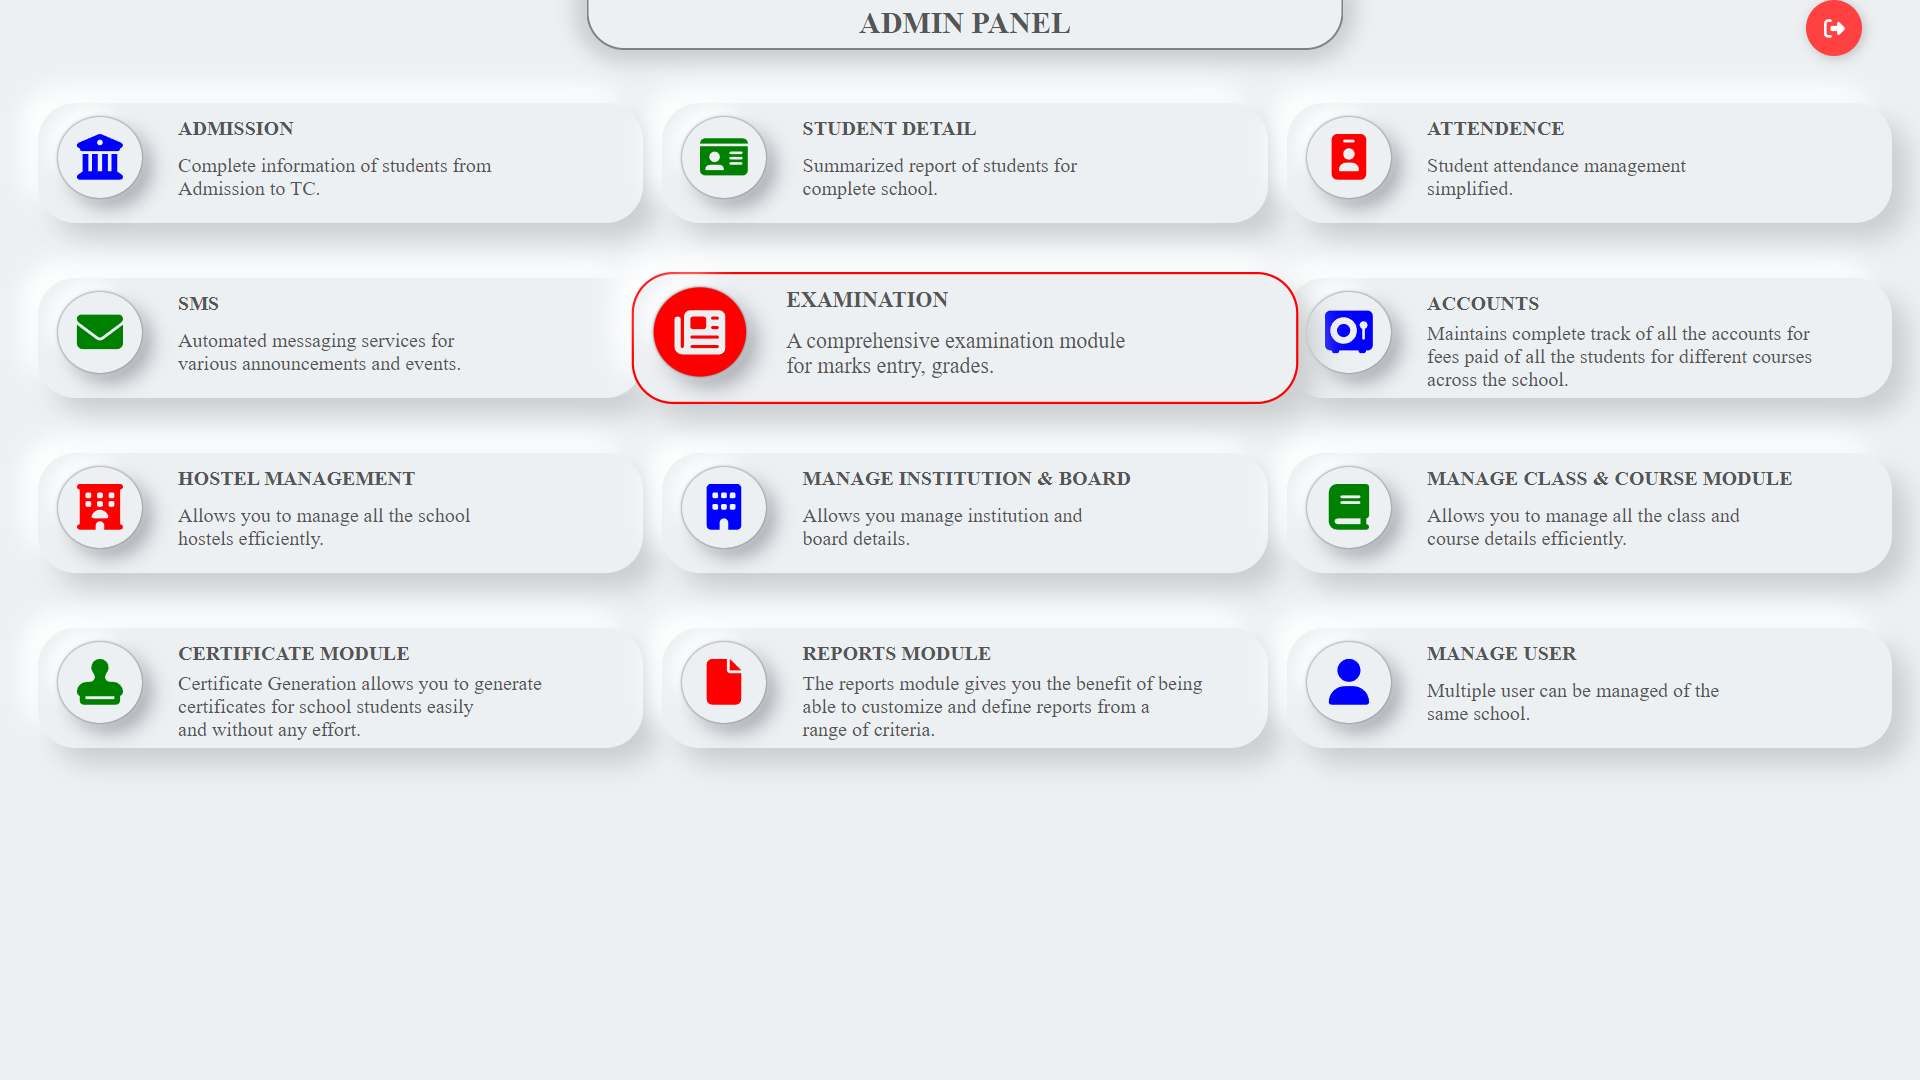 ADMIN PANEL
ADMISSION
Complete information of students from
Admission to TC.
STUDENT DETAIL
Summarized report of students for
complete school.
ATTENDENCE
Student attendance management
simplified.
SMS
Automated messaging services for
various announcements and events.
EXAMINATION
A comprehensive examination module
for marks entry, grades.
ACCOUNTS
Maintains complete track of all the accounts for
fees paid of all the students for different courses
across the school.
HOSTEL MANAGEMENT
Allows you to manage all the school
hostels efficiently.
MANAGE INSTITUTION & BOARD
Allows you manage institution and
board details.
MANAGE CLASS & COURSE MODULE
Allows you to manage all the class and
course details efficiently.
CERTIFICATE MODULE
Certificate Generation allows you to generate
certificates for school students easily
and without any effort.
REPORTS MODULE
The reports module gives you the benefit of being
able to customize and define reports from a
range of criteria.
MANAGE USER
Multiple user can be managed of the
same school.